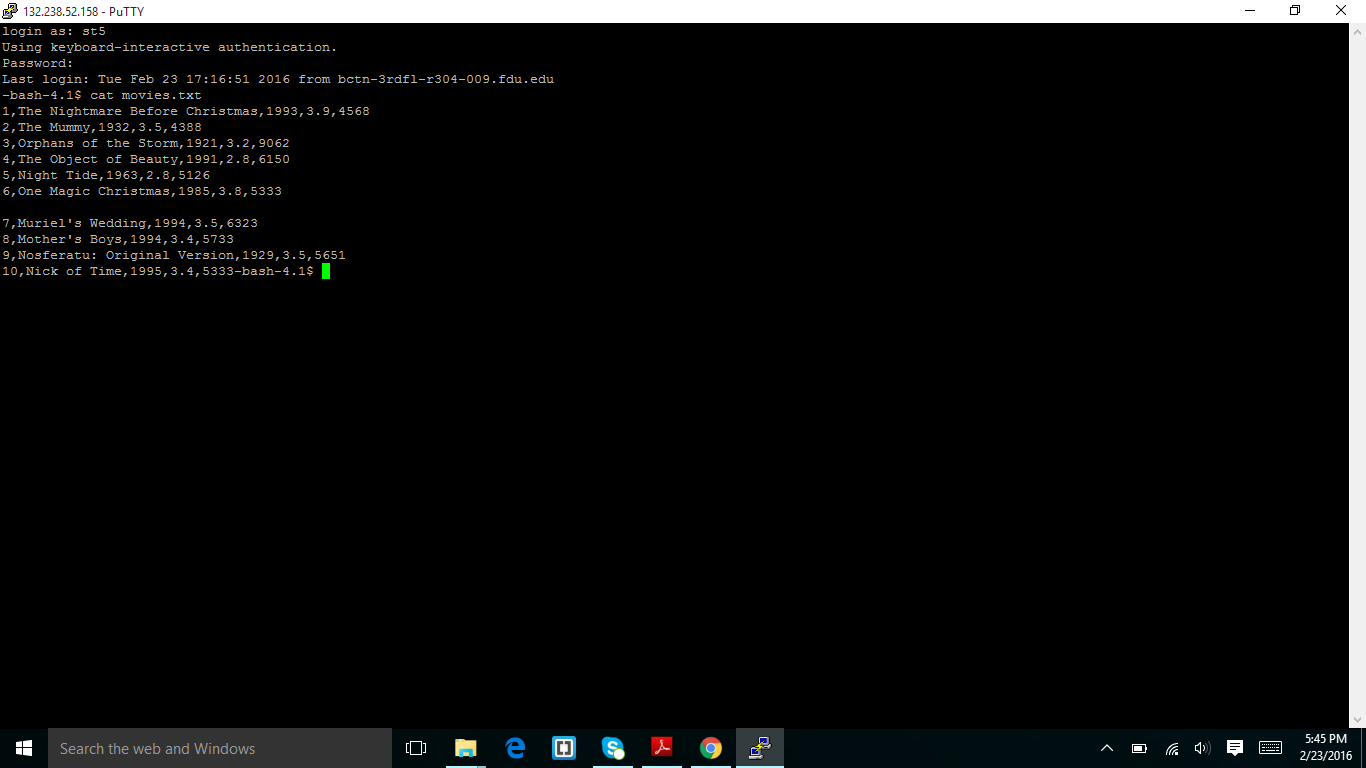 132.238.52.158 - PuTTY
login as: st5
Using keyboard-interactive authentication.
Password:
Last login: Tue Feb 23 17:16:51 2016 from bctn-3rdfl-r304-009.fdu.edu
-bash-4.1$ cat movies.txt
1,The Nightmare Before Christmas,1993,3.9,4568
2,The Mummy,1932,3.5,4388
3,Orphans of the Storm,1921,3.2,9062
4,The Object of Beauty,1991,2.8,6150
5,Night Tide,1963,2.8,5126
6,One Magic Christmas,1985,3.8,5333
7,Muriel's Wedding,1994,3.5,6323
8,Mother's Boys,1994,3.4,5733
9,Nosferatu: Original Version,1929,3.5,5651
10,Nick of Time,1995,3.4,5333-bash-4.1$
Search the web and Windows
5:45 PM
2/23/2016